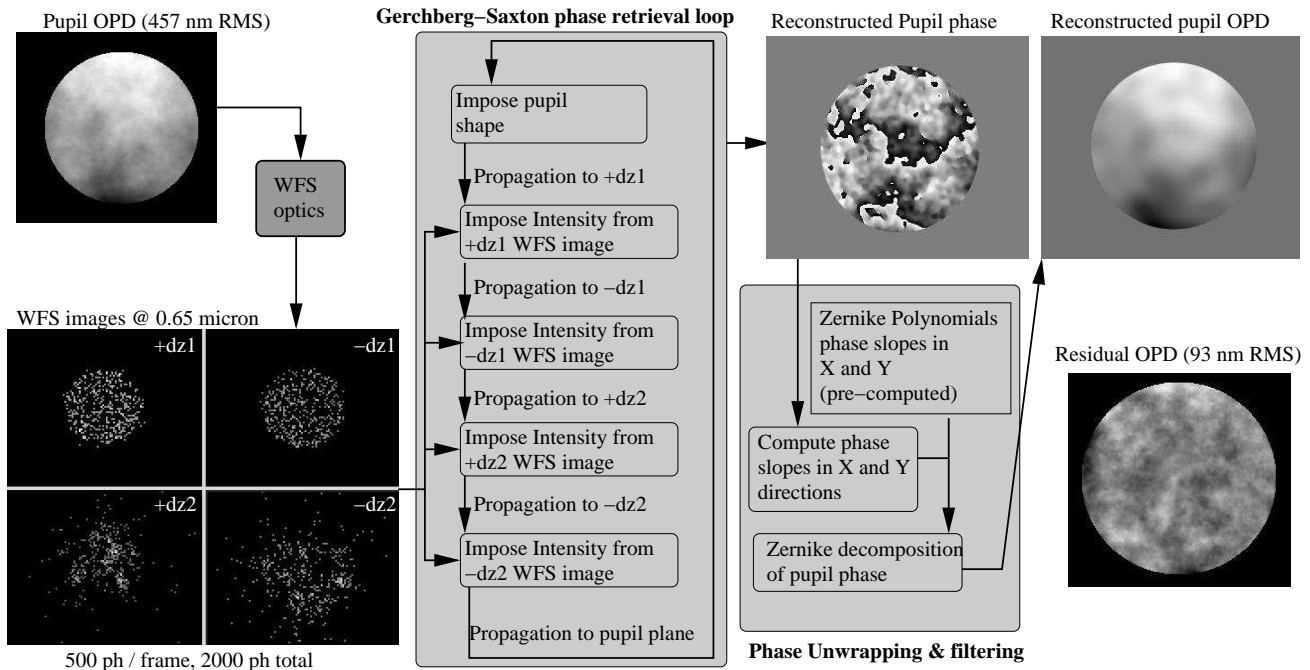 Pupil OPD (457 nm RMS)
WFS
optics
WFS images @ 0.65 micron
+dz1
−dz1
+dz2
−dz2
500 ph / frame, 2000 ph total
Gerchberg−Saxton phase retrieval loop
Impose pupil
shape
Propagation to +dz1
Impose Intensity from
+dz1 WFS image
Propagation to −dz1
Impose Intensity from
−dz1 WFS image
Propagation to +dz2
Impose Intensity from
+dz2 WFS image
Propagation to −dz2
Impose Intensity from
−dz2 WFS image
Propagation to pupil plane
Reconstructed Pupil phase
Reconstructed pupil OPD
Zernike Polynomials
phase slopes in
X and Y
(pre−computed)
Compute phase
slopes in X and Y
directions
Zernike decomposition
of pupil phase
Phase Unwrapping & filtering
Residual OPD (93 nm RMS)